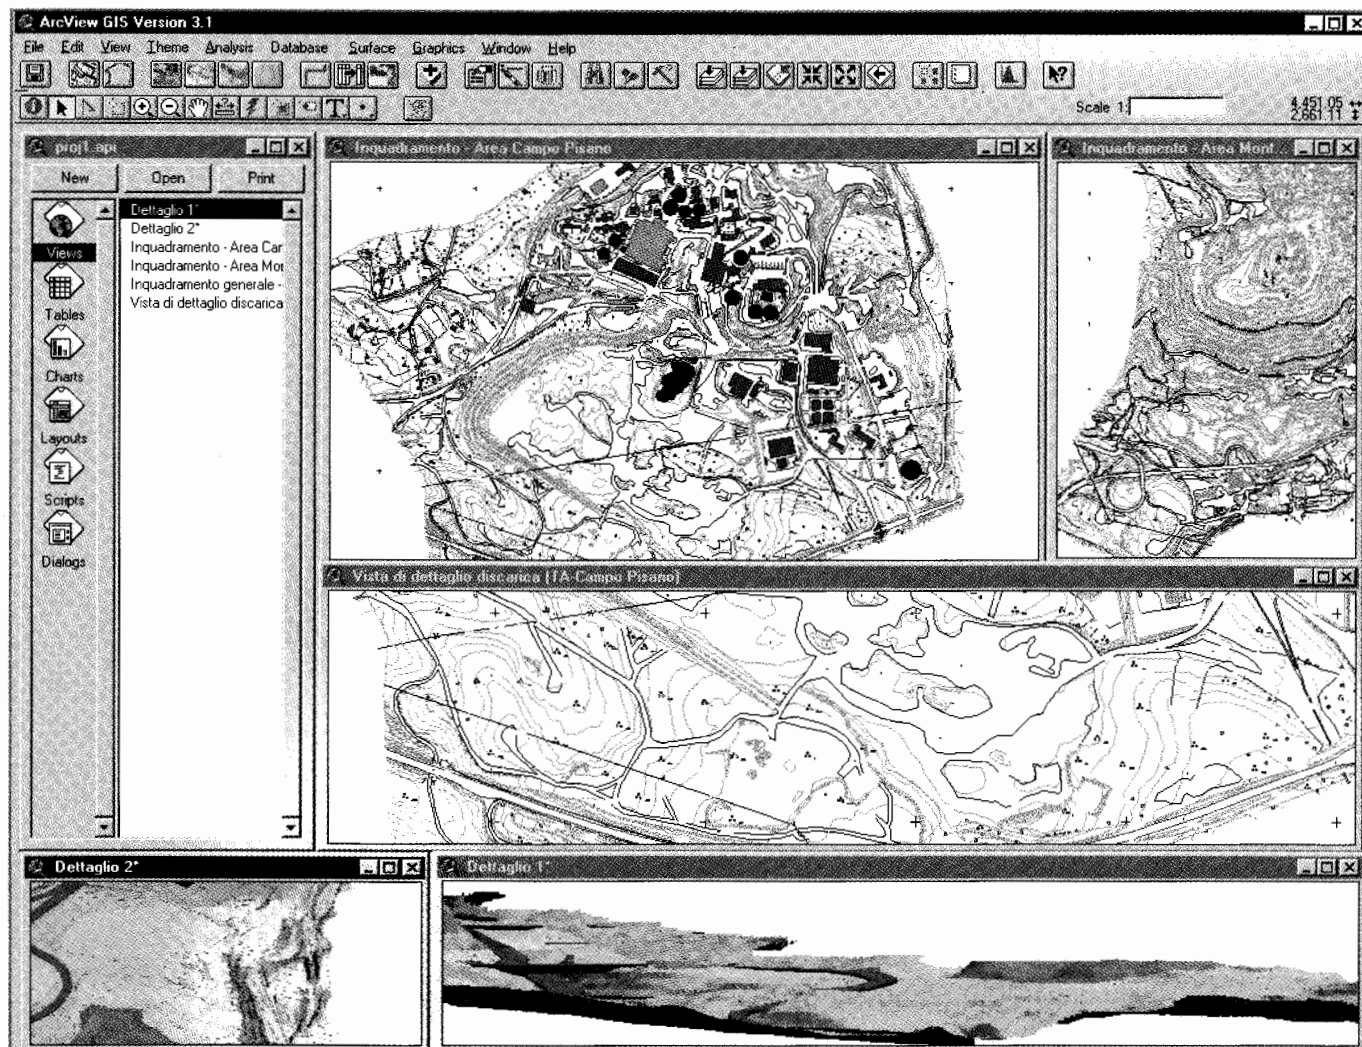 ArcView GIS Version 3.1
File Edit View Theme Analysis Database Surface Graphics Window Help
Scale 1:
4,451.05
2,661.11
proj1.apr
New Open Print
Views
Tables
Charts
Layouts
Scripts
Dialogs
Dettaglio 1*
Dettaglio 2*
Inquadramento - Area Car
Inquadramento - Area Mor
Inquadramento generale -
Vista di dettaglio discarica
Inquadramento - Area Campo Pisano
Inquadramento - Area Mont...
Vista di dettaglio discarica (TA-Campo Pisano)
Dettaglio 2*
Dettaglio 1*